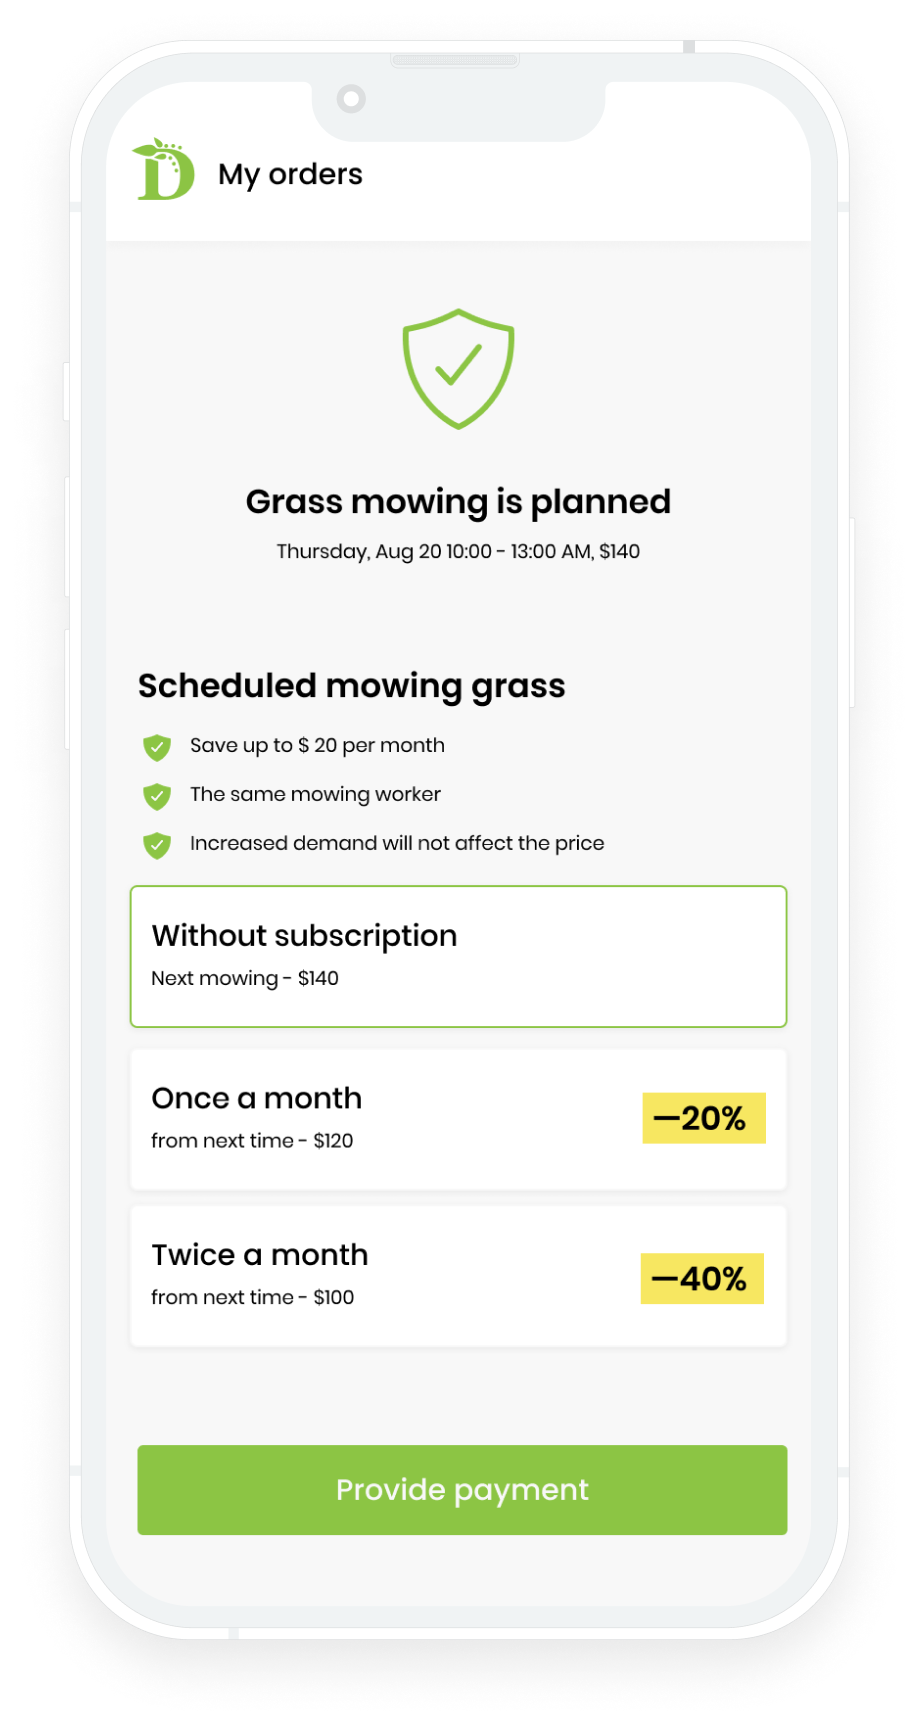 My orders
Grass mowing is planned
Thursday, Aug 20 10:00 - 13:00 AM, $140
Scheduled mowing grass
Save up to $ 20 per month
The same mowing worker
Increased demand will not affect the price
Without subscription
Next mowing - $140
Once a month
from next time - $120
—20%
Twice a month
from next time - $100
—40%
Provide payment